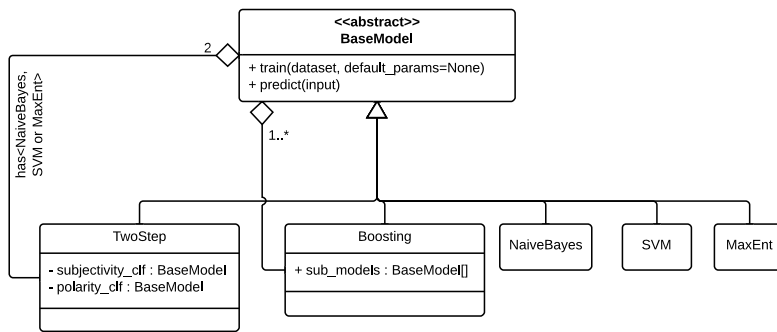 <<abstract>>
BaseModel
+ train(dataset, default_params=None)
+ predict(input)
2
has<NaiveBayes,
SVM or MaxEnt>
1..*
TwoStep
- subjectivity_clf : BaseModel
- polarity_clf : BaseModel
Boosting
+ sub_models : BaseModel[]
NaiveBayes
SVM
MaxEnt